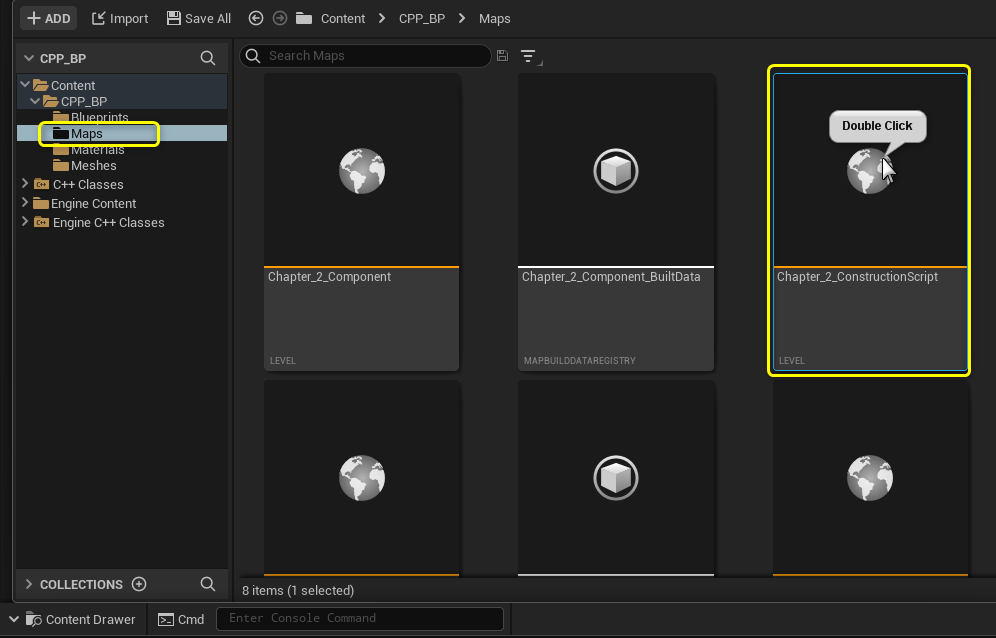 ADD
Import
Save All
Content
CPP_BP
Maps
CPP_BP
Search Maps
Content
CPP_BP
Blueprints
Maps
Materials
Meshes
C++ Classes
Engine Content
Engine C++ Classes
Double Click
Chapter_2_Component
Chapter_2_Component_BuiltData
Chapter_2_ConstructionScript
LEVEL
MAPBUILDDATAREGISTRY
LEVEL
COLLECTIONS
8 items (1 selected)
Content Drawer
Cmd
Enter Console Command